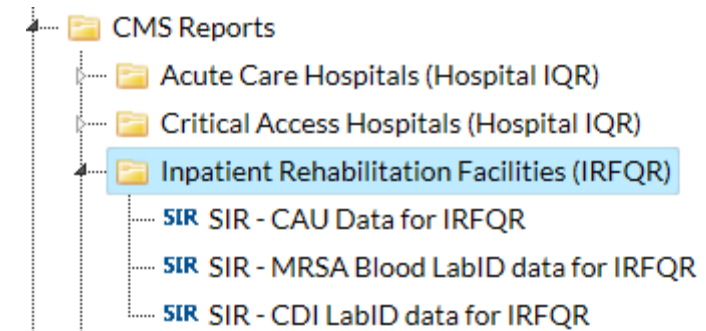 CMS Reports
Acute Care Hospitals (Hospital IQR)
Critical Access Hospitals (Hospital IQR)
Inpatient Rehabilitation Facilities (IRFQR)
SIR SIR - CAU Data for IRFQR
SIR SIR - MRSA Blood LabID data for IRFQR
SIR SIR - CDI LabID data for IRFQR